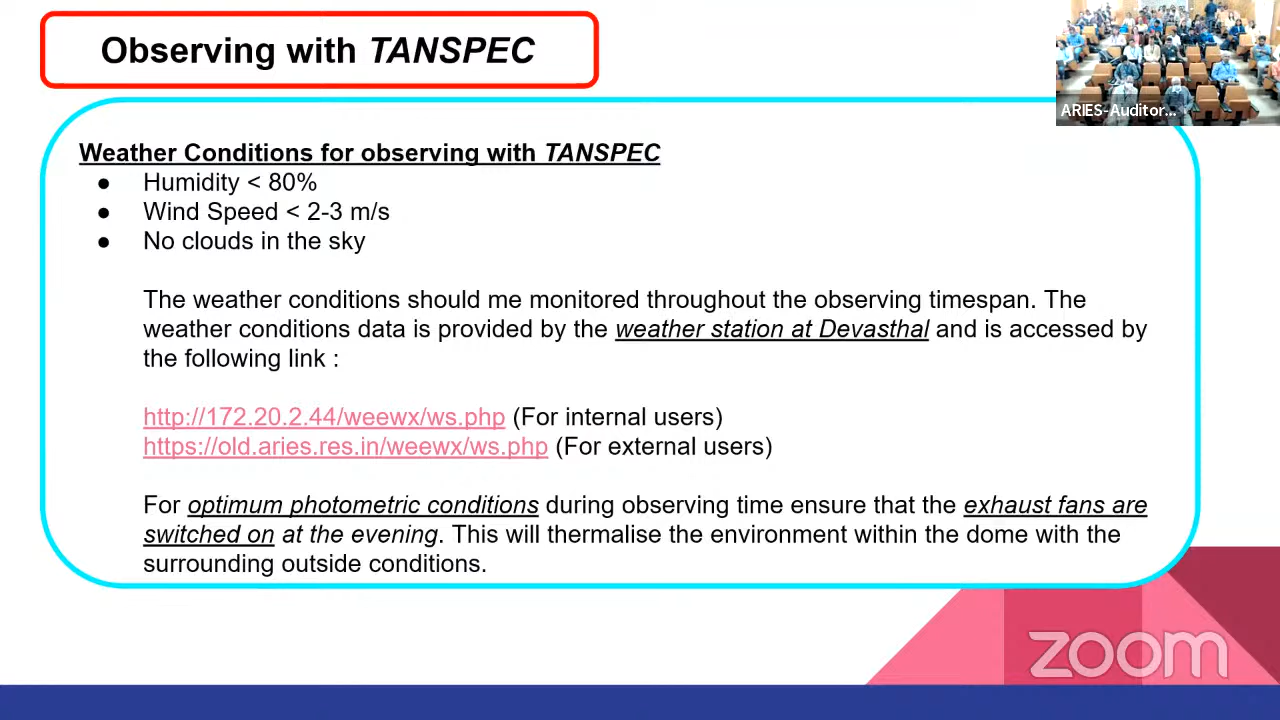 Observing with TANSPEC
ARIES-Auditor...
Weather Conditions for observing with TANSPEC
● Humidity < 80%
● Wind Speed < 2-3 m/s
● No clouds in the sky
The weather conditions should me monitored throughout the observing timespan. The
weather conditions data is provided by the weather station at Devasthal and is accessed by
the following link :
http://172.20.2.44/weewx/ws.php (For internal users)
https://old.aries.res.in/weewx/ws.php (For external users)
For optimum photometric conditions during observing time ensure that the exhaust fans are
switched on at the evening. This will thermalise the environment within the dome with the
surrounding outside conditions.
zoom